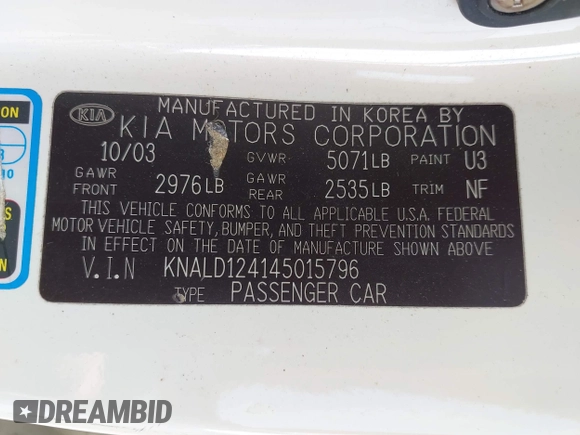 MANUFACTURED IN KOREA BY
KIA KIA MOTORS CORPORATION
10/03 GVWR 5071LB PAINT U3
GAWR FRONT 2976LB GAWR REAR 2535LB TRIM NF
THIS VEHICLE CONFORMS TO ALL APPLICABLE U.S.A. FEDERAL
MOTOR VEHICLE SAFETY, BUMPER, AND THEFT PREVENTION STANDARDS
IN EFFECT ON THE DATE OF MANUFACTURE SHOWN ABOVE
V.I.N KNALD124145015796
TYPE PASSENGER CAR
DREAMBID